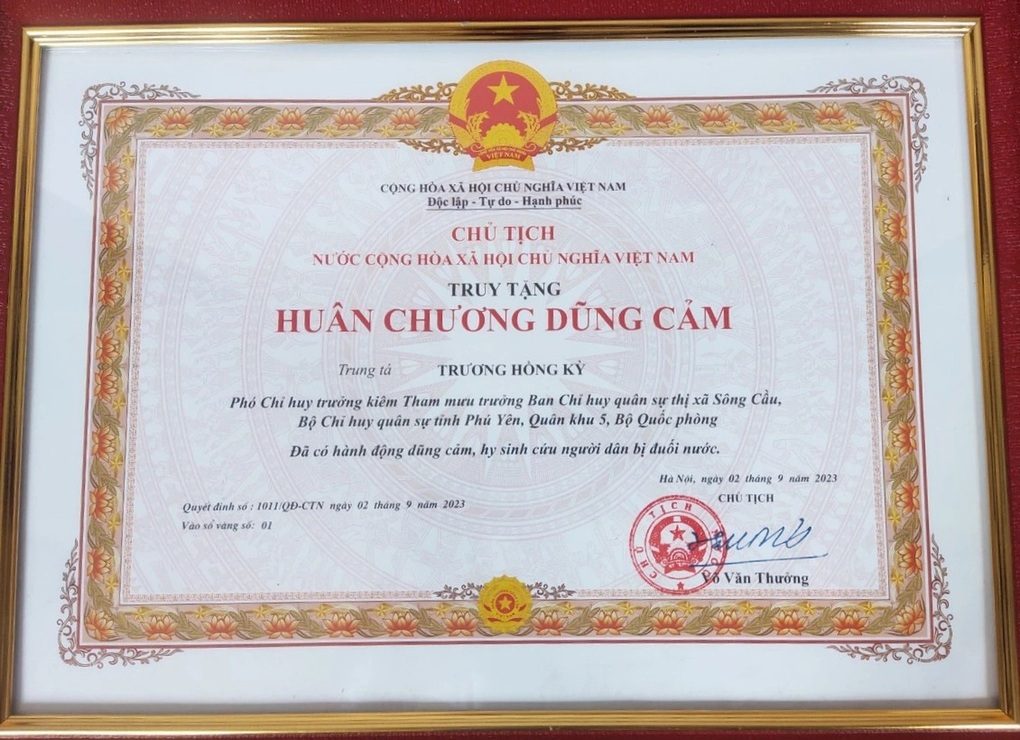 VIỆT NAM
CỘNG HÒA XÃ HỘI CHỦ NGHĨA VIỆT NAM
Độc lập - Tự do - Hạnh phúc
CHỦ TỊCH
NƯỚC CỘNG HÒA XÃ HỘI CHỦ NGHĨA VIỆT NAM
TRUY TẶNG
HUÂN CHƯƠNG DŨNG CẢM
Trung tá TRƯƠNG HỒNG KỲ
Phó Chỉ huy trưởng kiêm Tham mưu trưởng Ban Chỉ huy quân sự thị xã Sông Cầu,
Bộ Chỉ huy quân sự tỉnh Phú Yên, Quân khu 5, Bộ Quốc phòng
Đã có hành động dũng cảm, hy sinh cứu người dân bị đuối nước.
Hà Nội, ngày 02 tháng 9 năm 2023
CHỦ TỊCH
Quyết định số : 1011/QĐ-CTN ngày 02 tháng 9 năm 2023
Vào sổ vàng số: 01
CHỦ TỊCH
Võ Văn Thưởng